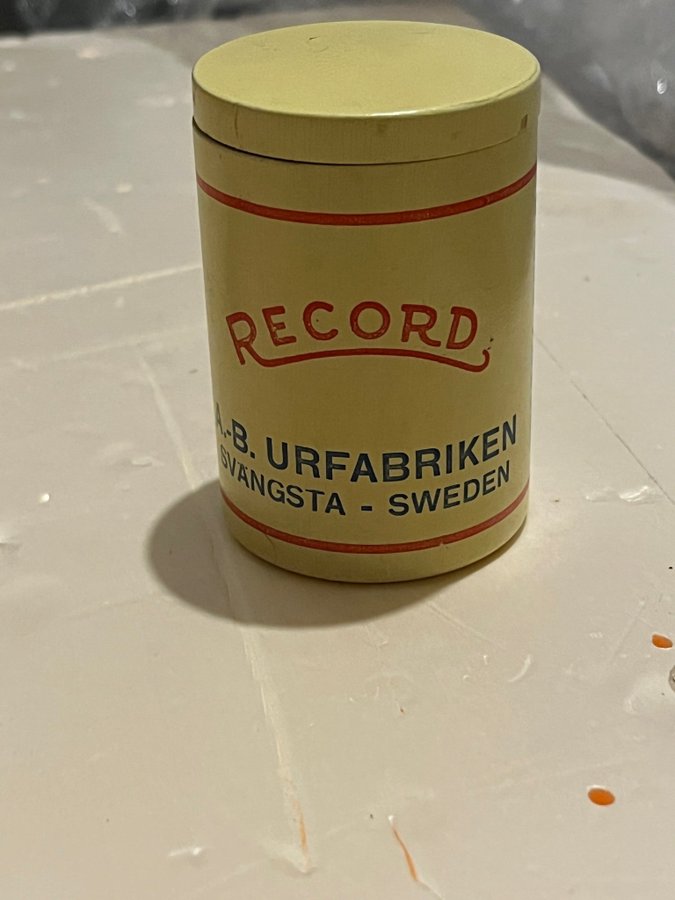 RECORD
A.-B. URFABRIKEN
SVÄNGSTA - SWEDEN